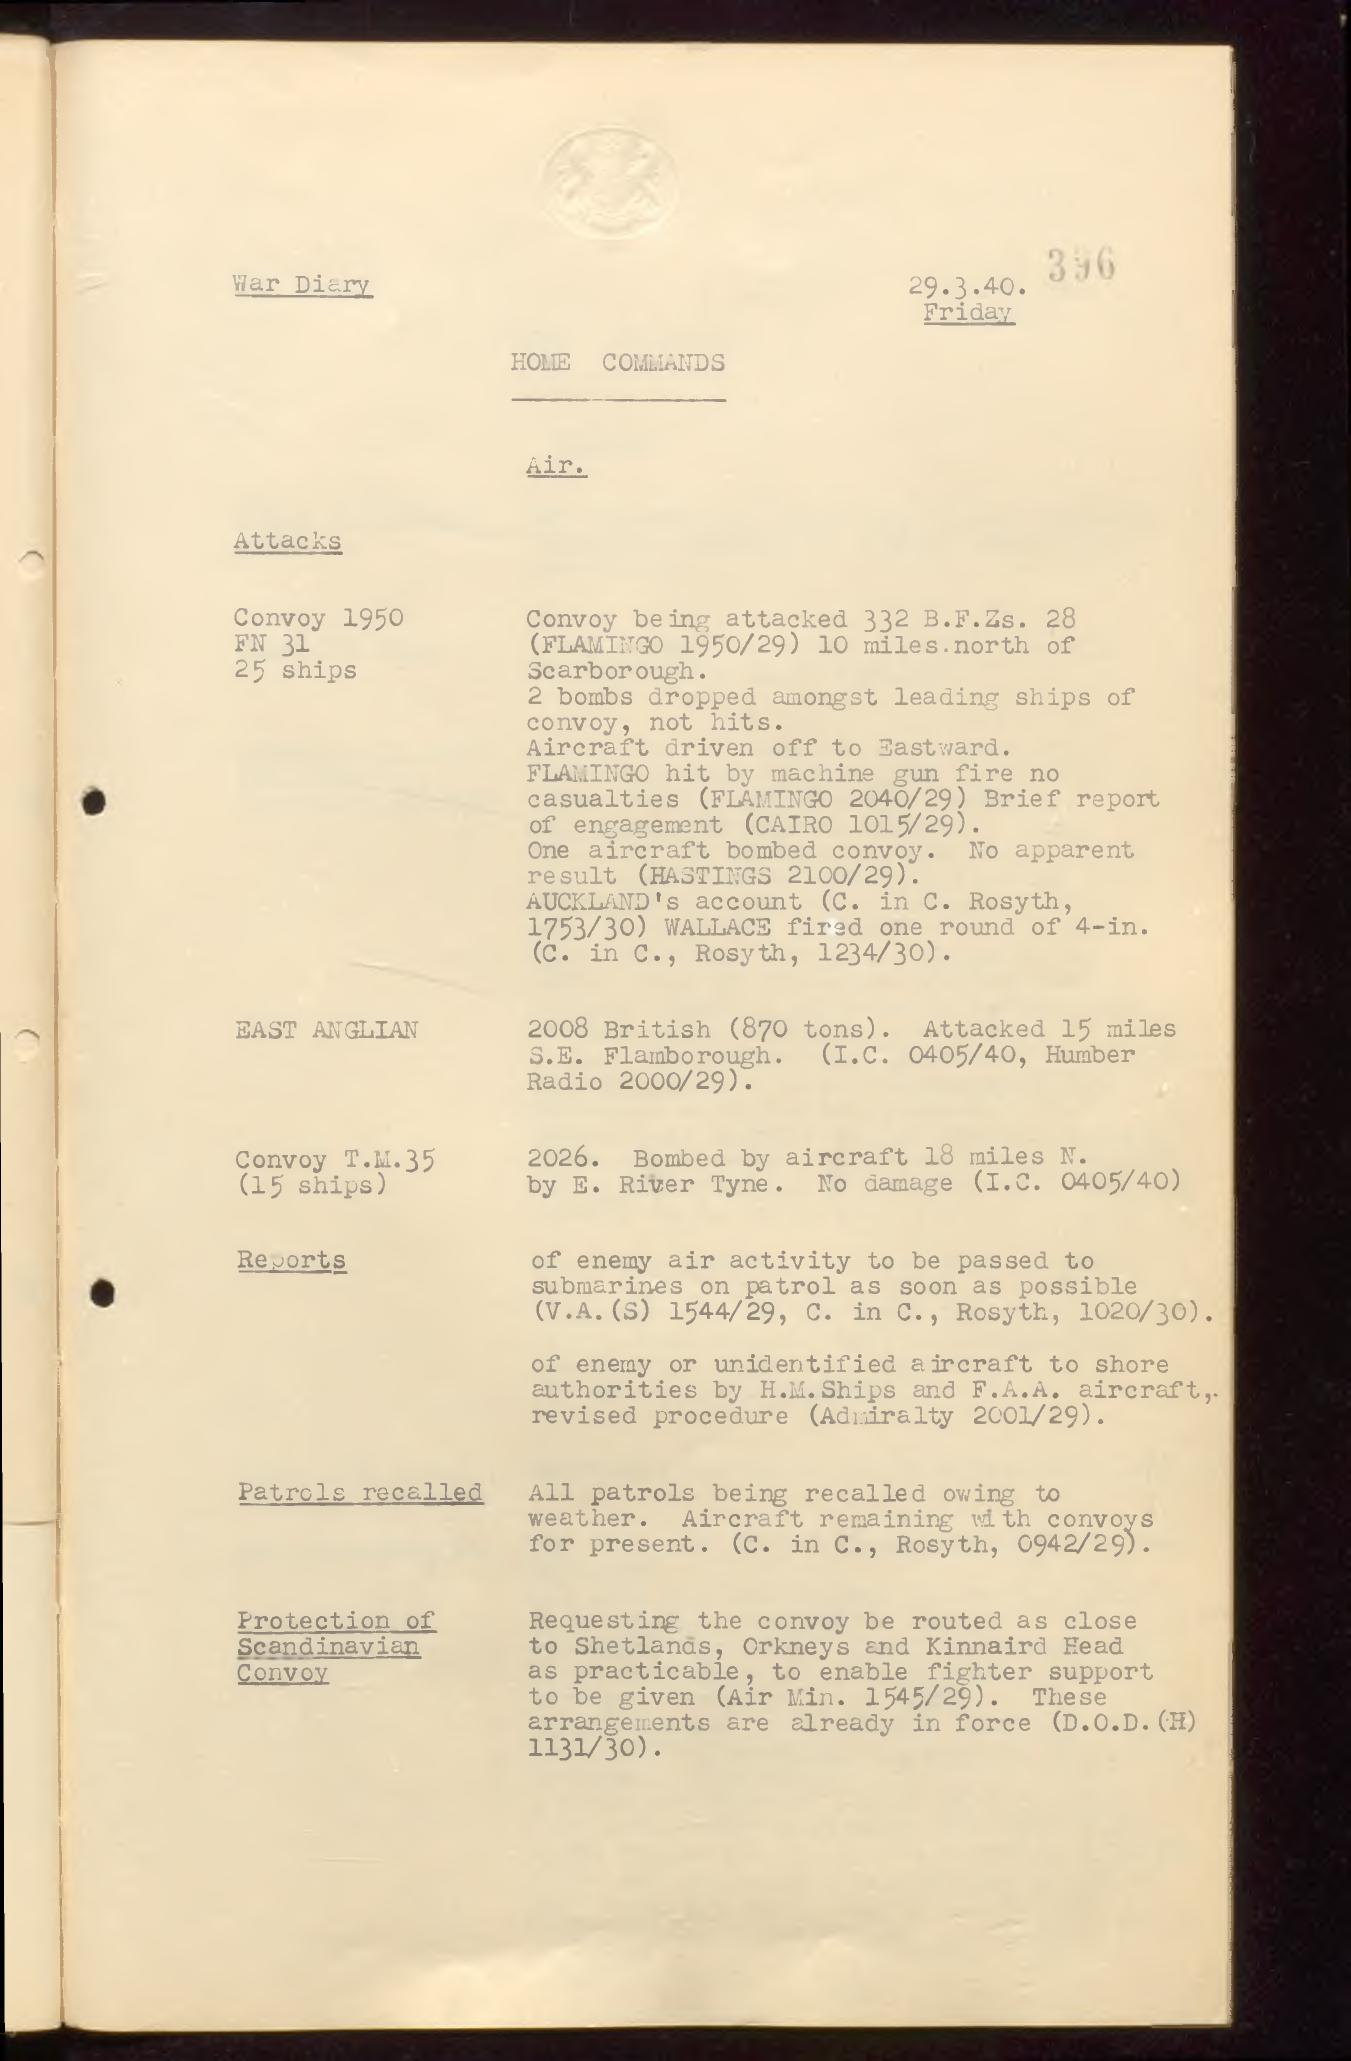 396
War Diary 29.3.40.
Friday
HOME COMMANDS
Air.
Attacks
Convoy 1950 Convoy being attacked 332 B.F.Zs. 28
FN 31 (FLAMINGO 1950/29) 10 miles.north of
25 ships Scarborough.
2 bombs dropped amongst leading ships of
convoy, not hits.
Aircraft driven off to Eastward.
FLAMINGO hit by machine gun fire no
casualties (FLAMINGO 2040/29) Brief report
of engagement (CAIRO 1015/29).
One aircraft bombed convoy. No apparent
result (HASTINGS 2100/29).
AUCKLAND's account (C. in C. Rosyth,
1753/30) WALLACE fired one round of 4-in.
(C. in C., Rosyth, 1234/30).
EAST ANGLIAN 2008 British (870 tons). Attacked 15 miles
S.E. Flamborough. (I.C. 0405/40, Humber
Radio 2000/29).
Convoy T.M.35 2026. Bombed by aircraft 18 miles N.
(15 ships) by E. River Tyne. No damage (I.C. 0405/40)
Reports of enemy air activity to be passed to
submarines on patrol as soon as possible
(V.A.(S) 1544/29, C. in C., Rosyth, 1020/30).
of enemy or unidentified aircraft to shore
authorities by H.M.Ships and F.A.A. aircraft,.
revised procedure (Admiralty 2001/29).
Patrols recalled All patrols being recalled owing to
weather. Aircraft remaining with convoys
for present. (C. in C., Rosyth, 0942/29).
Protection of Requesting the convoy be routed as close
Scandinavian to Shetlands, Orkneys and Kinnaird Head
Convoy as practicable, to enable fighter support
to be given (Air Min. 1545/29). These
arrangements are already in force (D.O.D.(H)
1131/30).